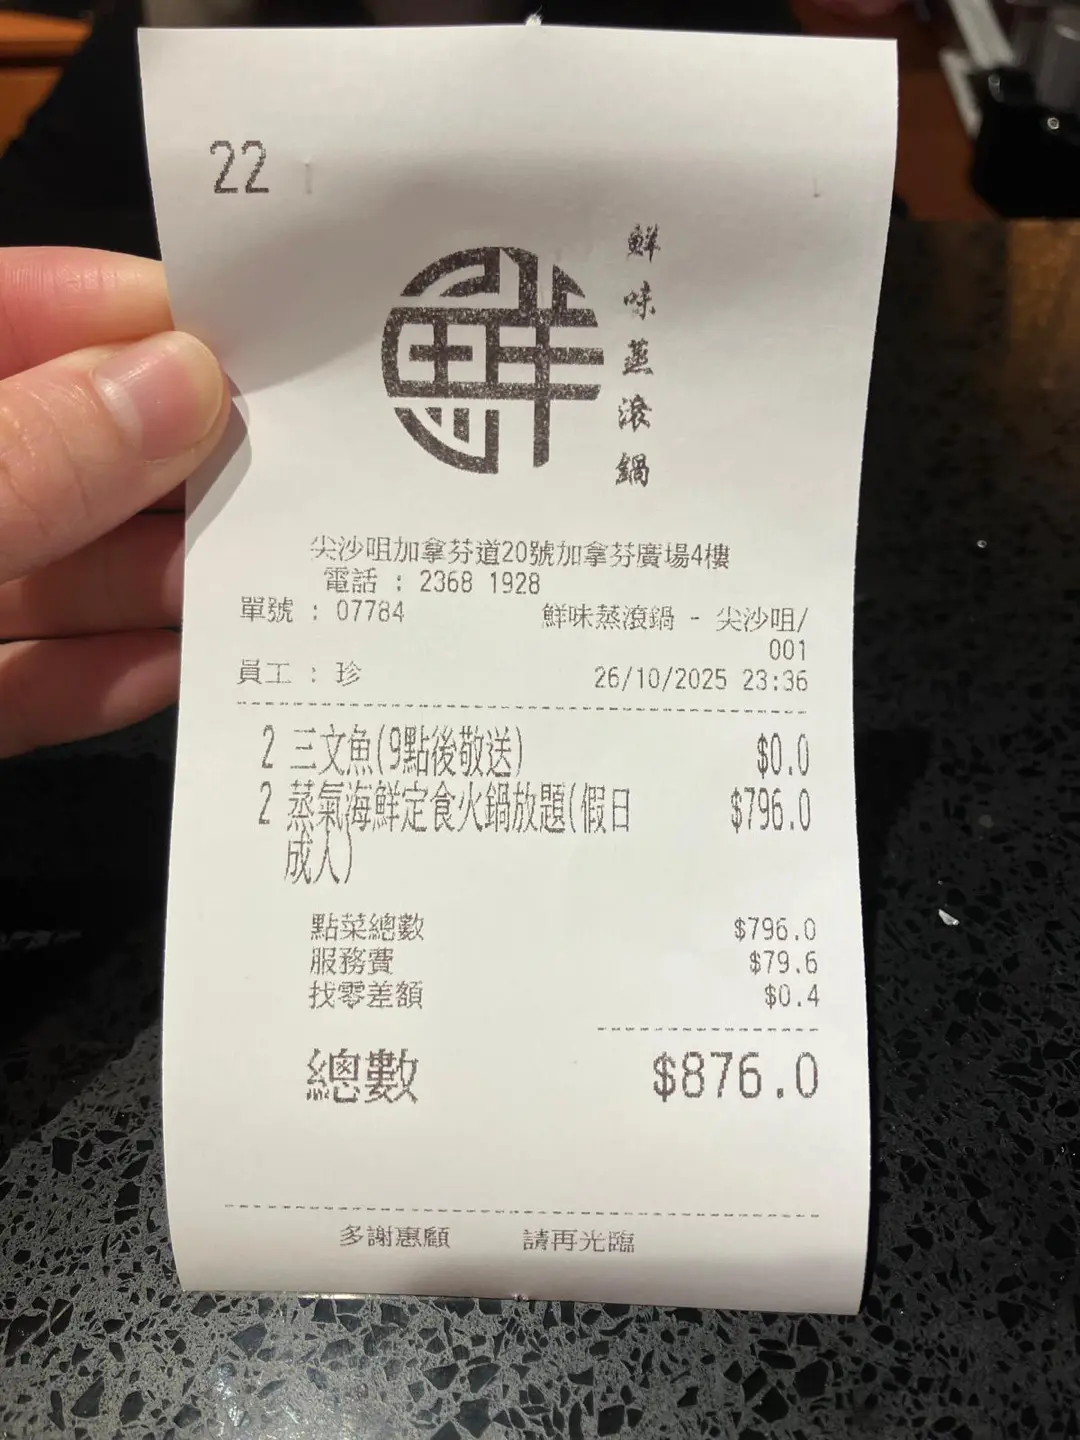 22
鮮
鮮味蒸滾鍋
尖沙咀加拿芬道20號加拿芬廣場4樓
電話 : 2368 1928
單號 : 07784 鮮味蒸滾鍋 - 尖沙咀/
001
員工 : 珍 26/10/2025 23:36
2 三文魚(9點後敬送) $0.0
2 蒸氣海鮮定食火鍋放題(假日 $796.0
成人)
點菜總數 $796.0
服務費 $79.6
找零差額 $0.4
總數 $876.0
多謝惠顧 請再光臨